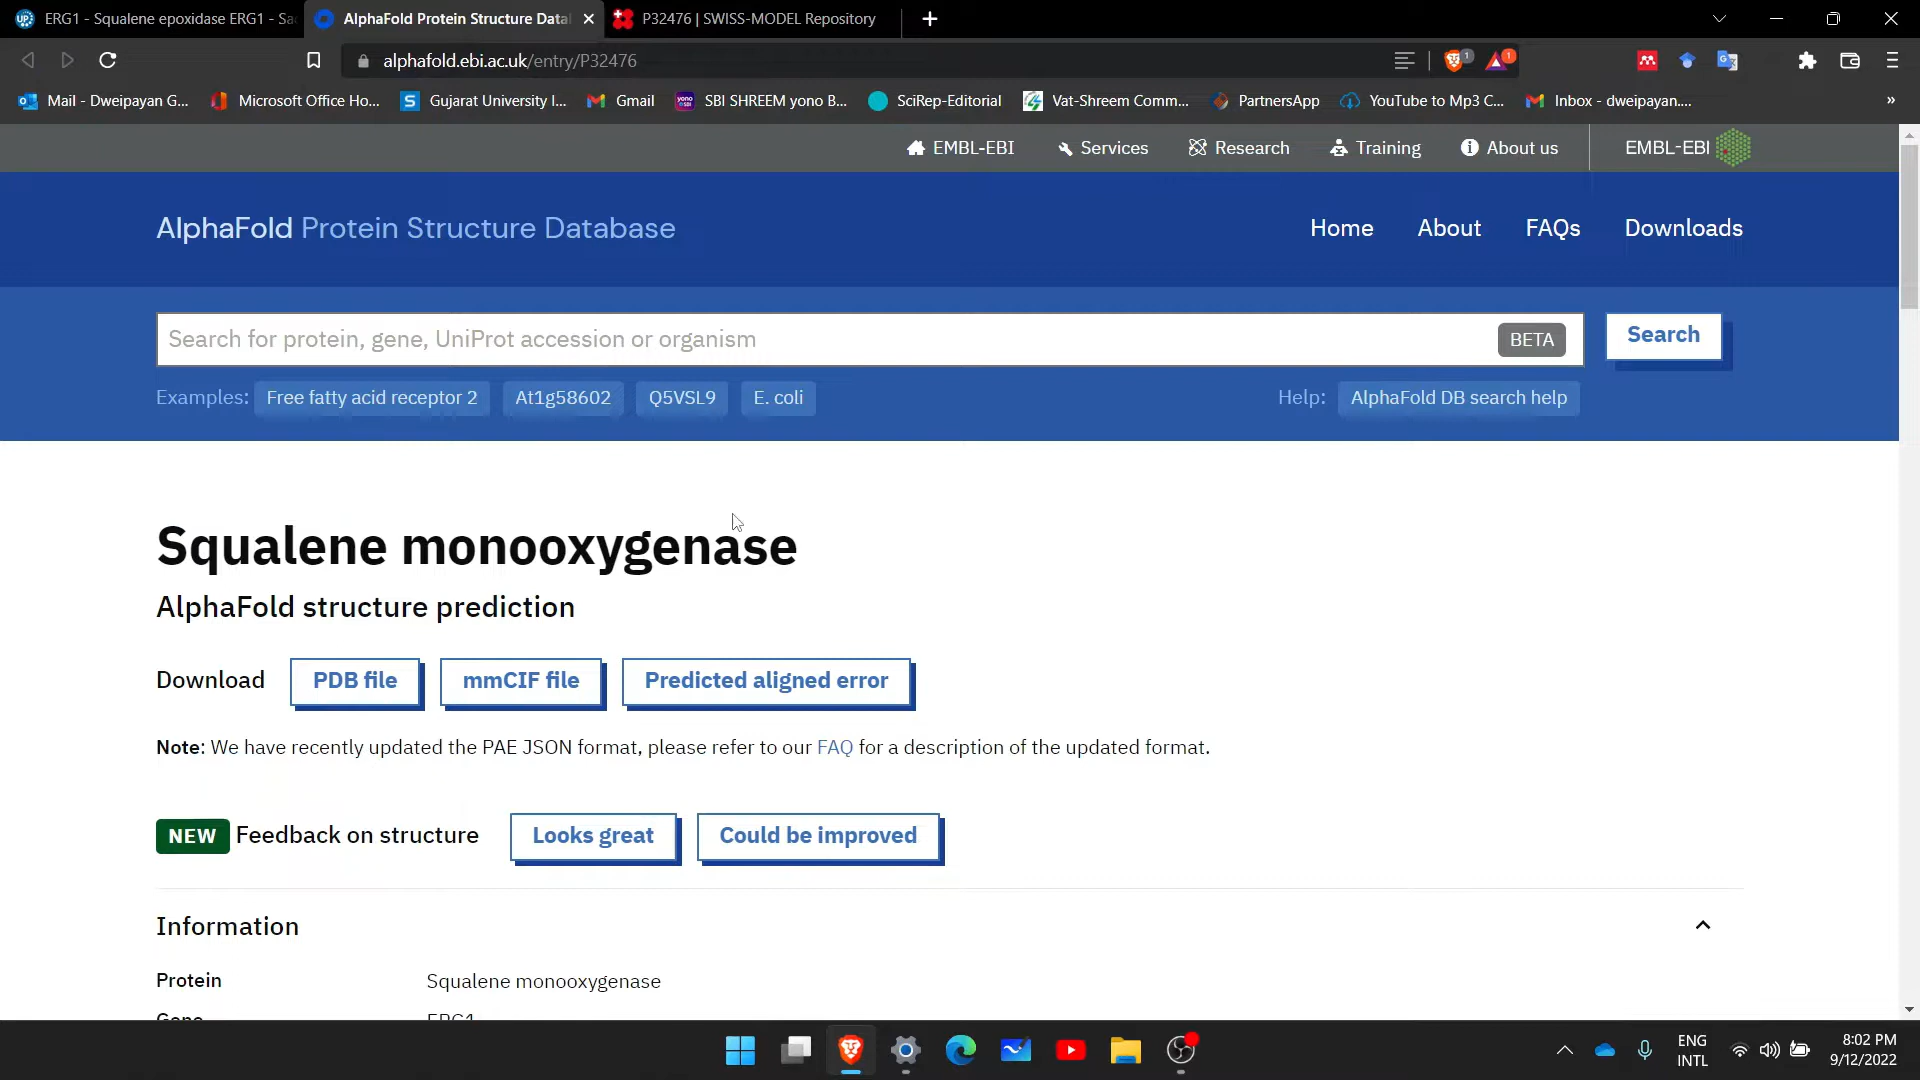 ERG1 - Squalene epoxidase ERG1 - Sa
AlphaFold Protein Structure Data
P32476 | SWISS-MODEL Repository
alphafold.ebi.ac.uk/entry/P32476
1
1
Mail - Dweipayan G...
Microsoft Office Ho...
Gujarat University I...
Gmail
SBI SHREEM yono B...
SciRep-Editorial
Vat-Shreem Comm...
PartnersApp
YouTube to Mp3 C...
Inbox - dweipayan....
»
EMBL-EBI
Services
Research
Training
About us
EMBL-EBI
AlphaFold Protein Structure Database
Home
About
FAQs
Downloads
Search for protein, gene, UniProt accession or organism
BETA
Search
Examples:
Free fatty acid receptor 2
At1g58602
Q5VSL9
E. coli
Help:
AlphaFold DB search help
Squalene monooxygenase
AlphaFold structure prediction
Download
PDB file
mmCIF file
Predicted aligned error
Note: We have recently updated the PAE JSON format, please refer to our FAQ for a description of the updated format.
NEW
Feedback on structure
Looks great
Could be improved
Information
Protein
Squalene monooxygenase
Gene
ERG1
ENG
INTL
8:02 PM
9/12/2022